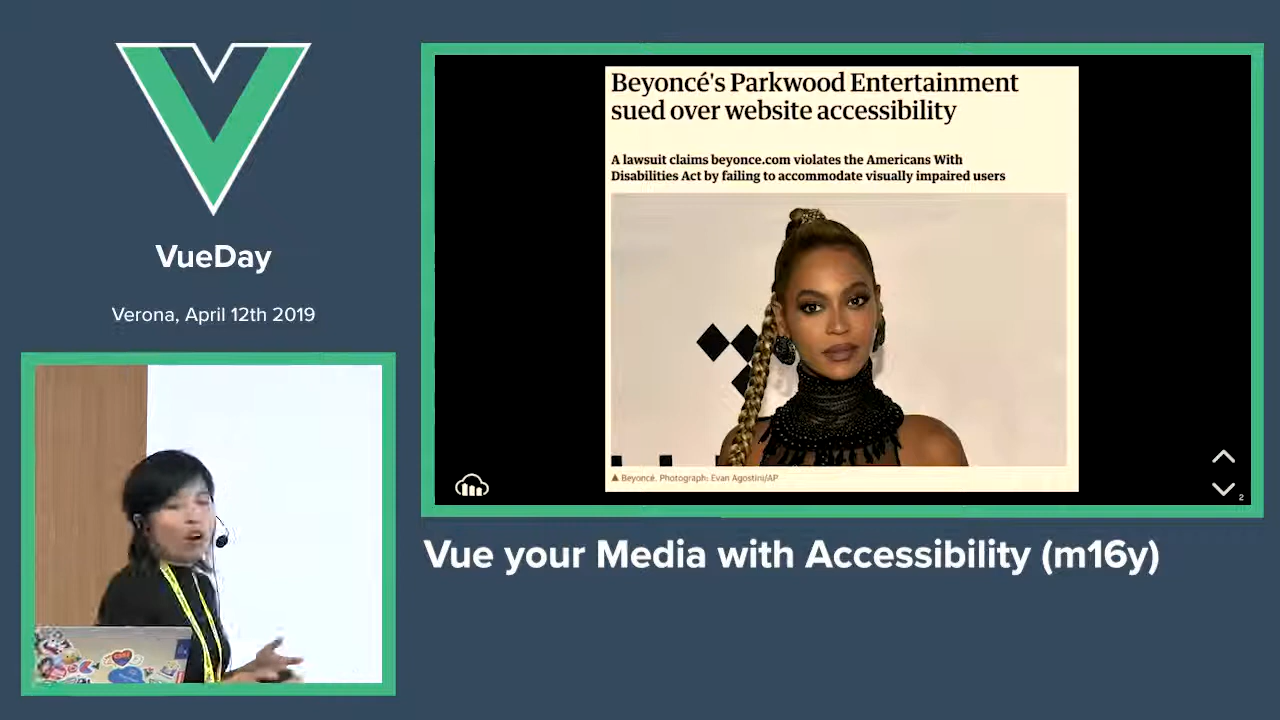 VueDay
Verona, April 12th 2019
Beyoncé's Parkwood Entertainment
sued over website accessibility
A lawsuit claims beyonce.com violates the Americans With
Disabilities Act by failing to accommodate visually impaired users
▲ Beyoncé. Photograph: Evan Agostini/AP
2
Vue your Media with Accessibility (m16y)